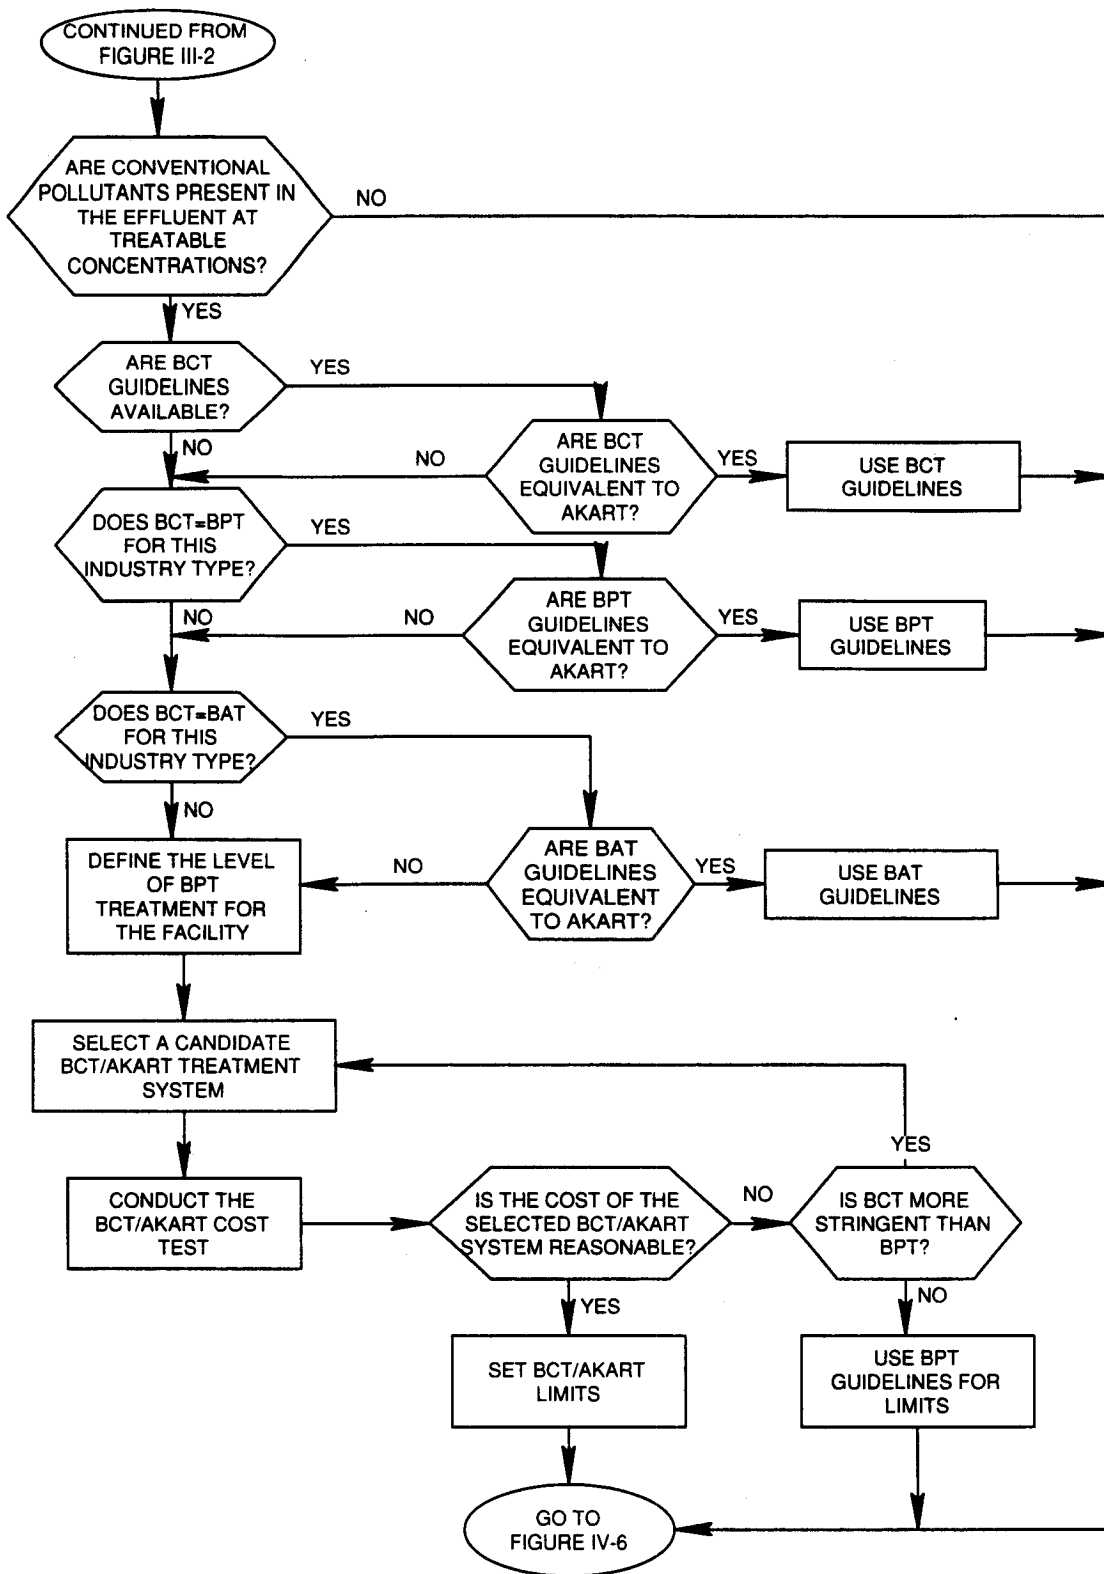 CONTINUED FROM
FIGURE III-2
ARE CONVENTIONAL
POLLUTANTS PRESENT IN
THE EFFLUENT AT
TREATABLE
CONCENTRATIONS?
NO
YES
ARE BCT
GUIDELINES
AVAILABLE?
YES
NO
ARE BCT
GUIDELINES
EQUIVALENT TO
AKART?
NO
YES
USE BCT
GUIDELINES
DOES BCT=BPT
FOR THIS
INDUSTRY TYPE?
YES
NO
ARE BPT
GUIDELINES
EQUIVALENT TO
AKART?
NO
YES
USE BPT
GUIDELINES
DOES BCT=BAT
FOR THIS
INDUSTRY TYPE?
YES
NO
ARE BAT
GUIDELINES
EQUIVALENT
TO AKART?
NO
YES
USE BAT
GUIDELINES
DEFINE THE LEVEL
OF BPT
TREATMENT FOR
THE FACILITY
SELECT A CANDIDATE
BCT/AKART TREATMENT
SYSTEM
CONDUCT THE
BCT/AKART COST
TEST
IS THE COST OF THE
SELECTED BCT/AKART
SYSTEM REASONABLE?
NO
YES
IS BCT MORE
STRINGENT THAN
BPT?
YES
NO
SET BCT/AKART
LIMITS
USE BPT
GUIDELINES FOR
LIMITS
GO TO
FIGURE IV-6